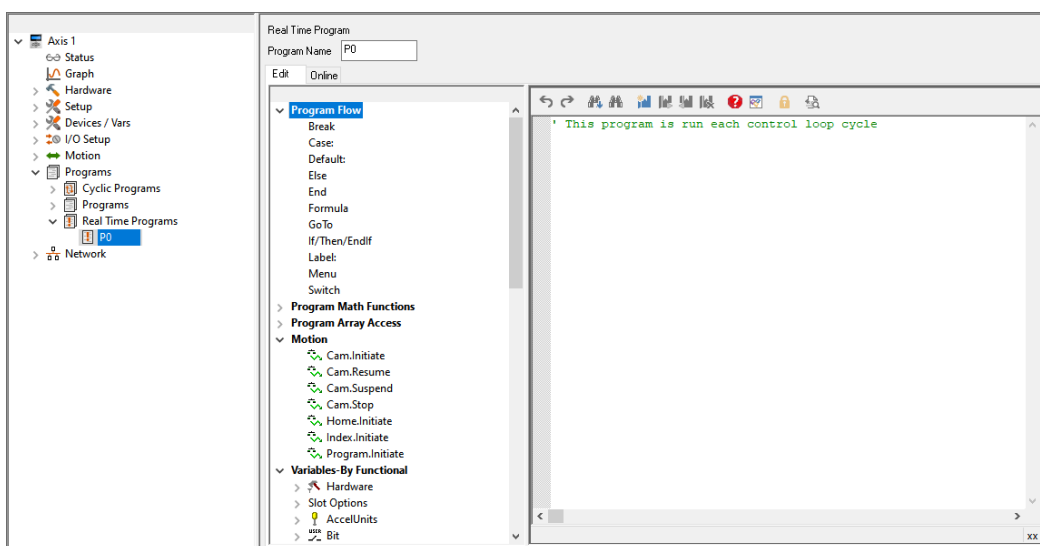 Axis 1
Status
Graph
Hardware
Setup
Devices / Vars
I/O Setup
Motion
Programs
Cyclic Programs
Programs
Real Time Programs
P0
Network
Real Time Program
Program Name P0
Edit Online
Program Flow
Break
Case:
Default:
Else
End
Formula
GoTo
If/Then/EndIf
Label:
Menu
Switch
Program Math Functions
Program Array Access
Motion
Cam.Initiate
Cam.Resume
Cam.Suspend
Cam.Stop
Home.Initiate
Index.Initiate
Program.Initiate
Variables-By Functional
Hardware
Slot Options
AccelUnits
USER Bit
' This program is run each control loop cycle
xx